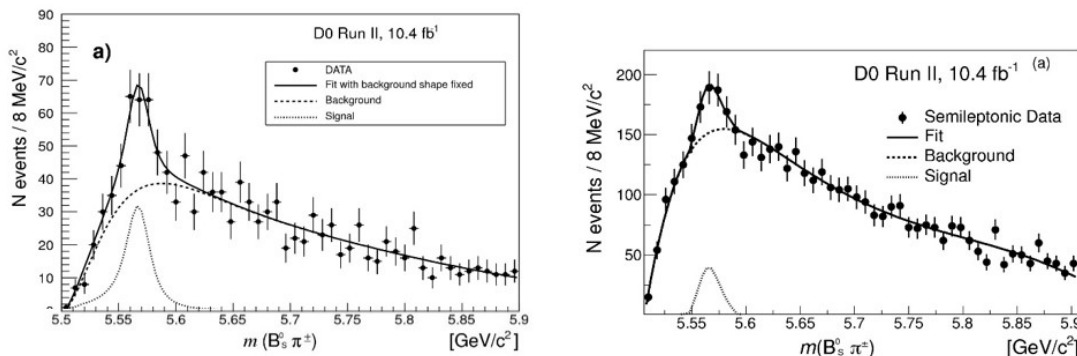 a)
D0 Run II, 10.4 fb¹
DATA
Fit with background shape fixed
Background
Signal
N events / 8 MeV/c²
90
80
70
60
50
40
30
20
10
0
5.5 5.55 5.6 5.65 5.7 5.75 5.8 5.85 5.9
m (B⁰ₛ π±) [GeV/c²]
D0 Run II, 10.4 fb⁻¹ (a)
Semileptonic Data
Fit
Background
Signal
N events / 8 MeV/c²
200
150
100
50
5.55 5.6 5.65 5.7 5.75 5.8 5.85 5.9
m(B⁰ₛ π±) [GeV/c²]